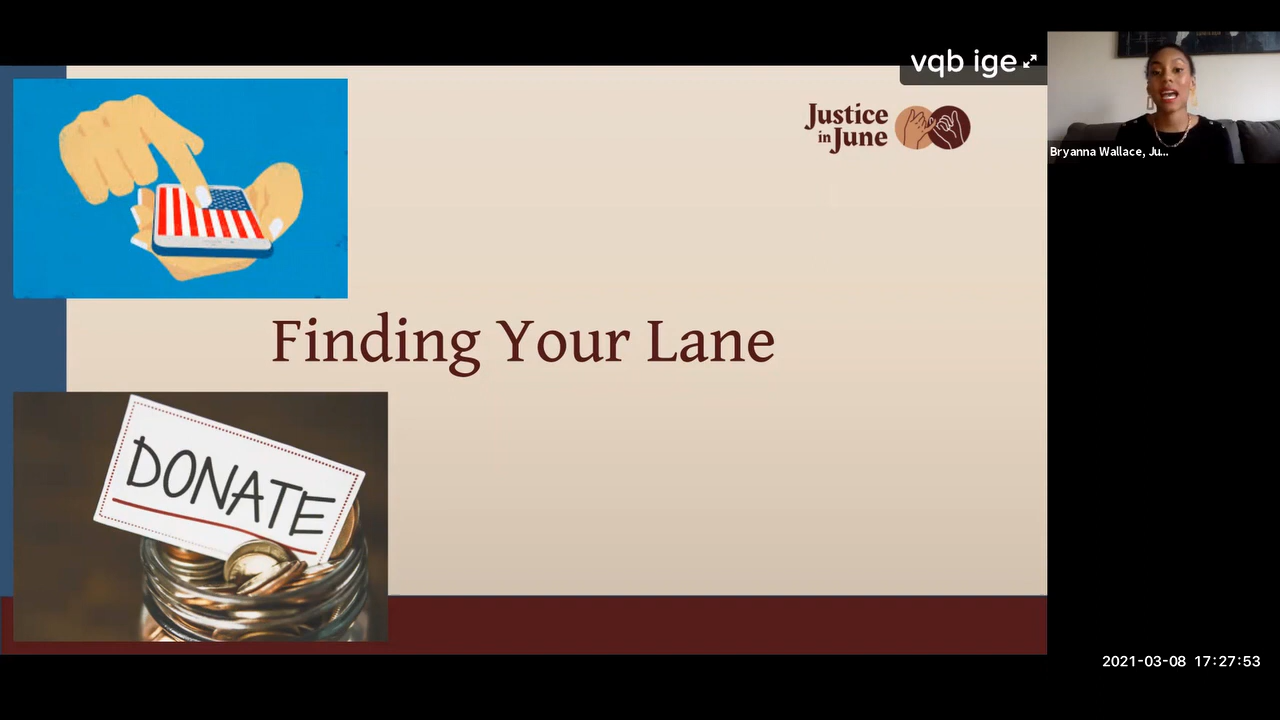 vqb ige
Justice
in June
Bryanna Wallace, Ju...
Finding Your Lane
DONATE
2021-03-08 17:27:53